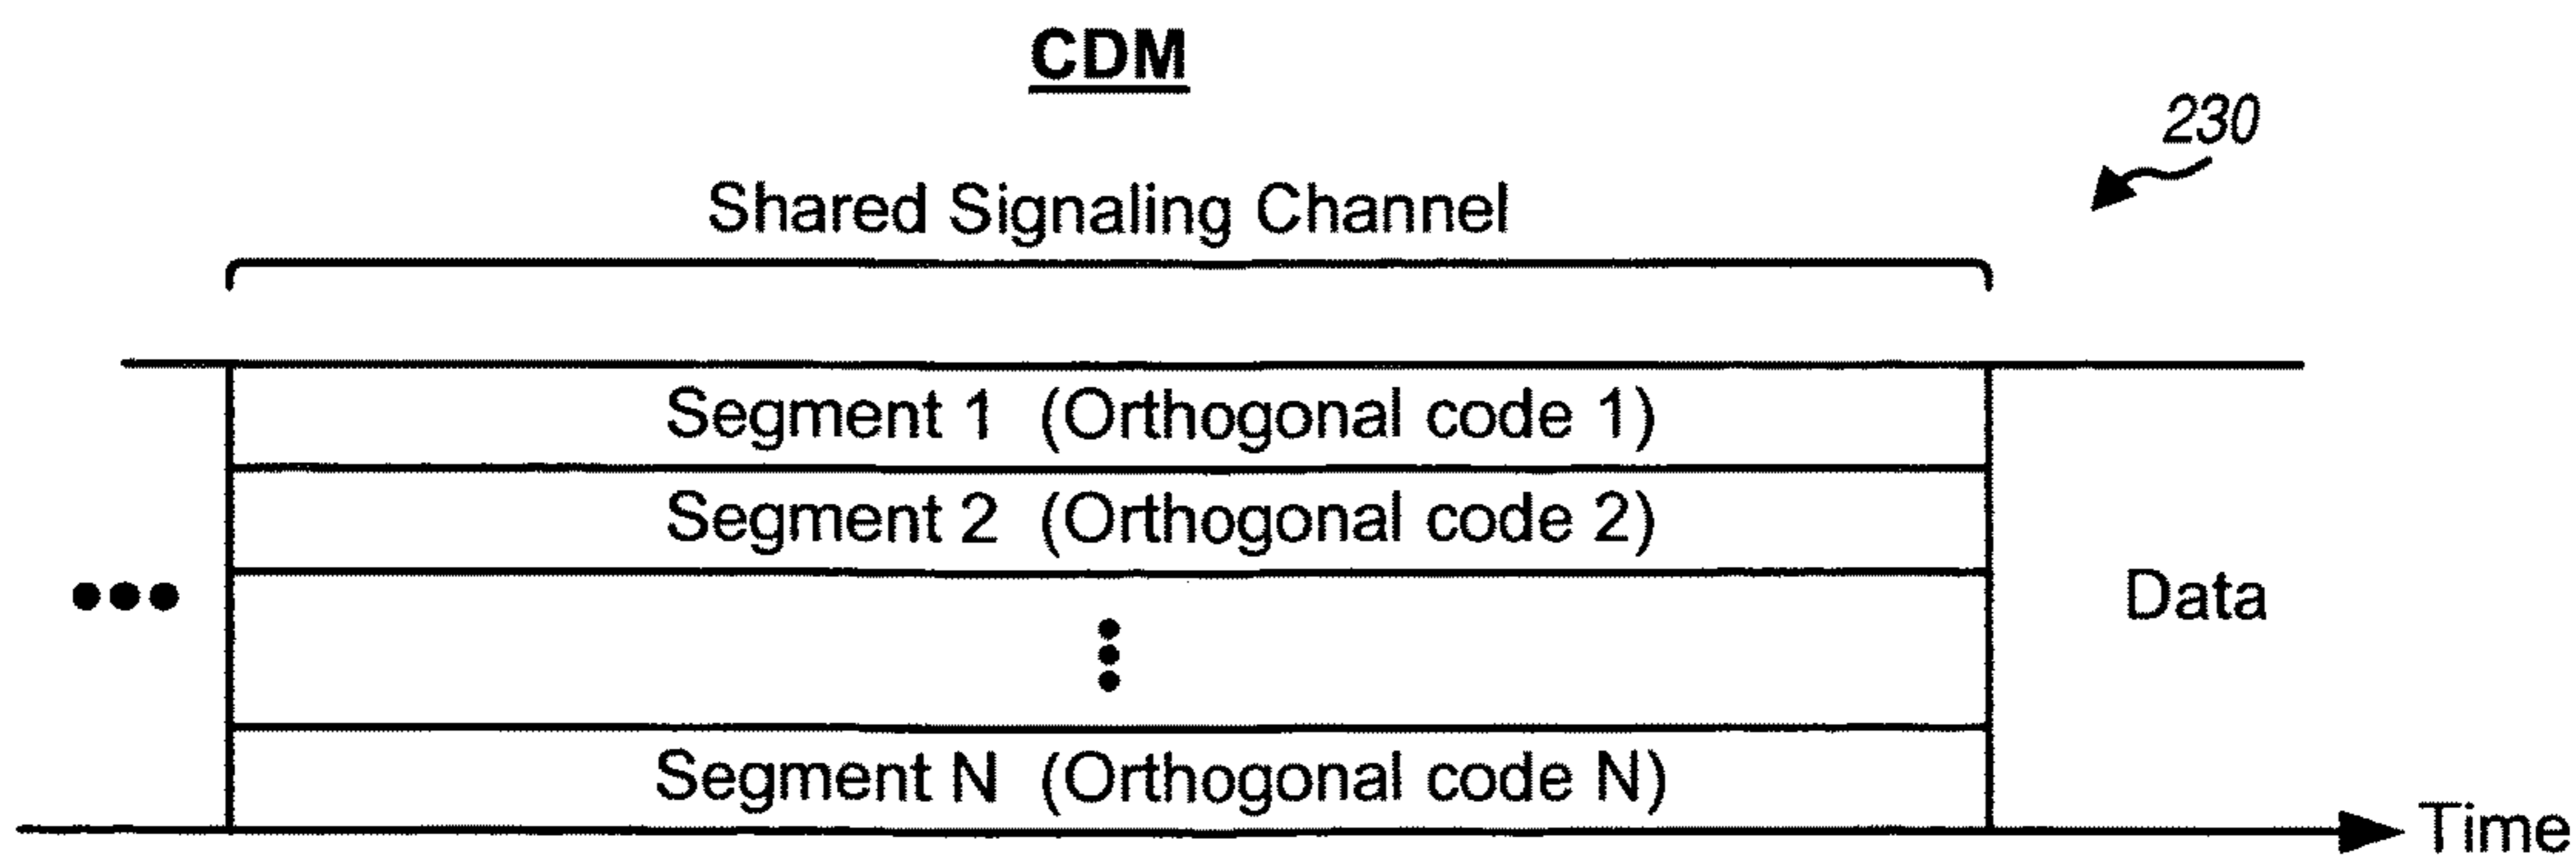 CDM
230
Shared Signaling Channel
Segment 1 (Orthogonal code 1)
Segment 2 (Orthogonal code 2)
Data
Segment N (Orthogonal code N)
Time